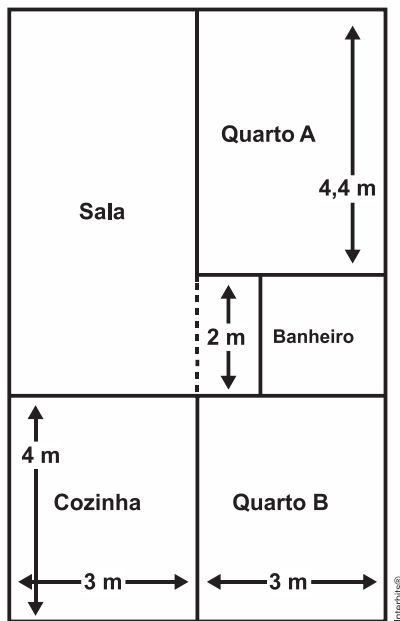 Quarto A
4,4 m
Sala
2 m
Banheiro
4 m
Cozinha
Quarto B
3 m
3 m
Interbits®